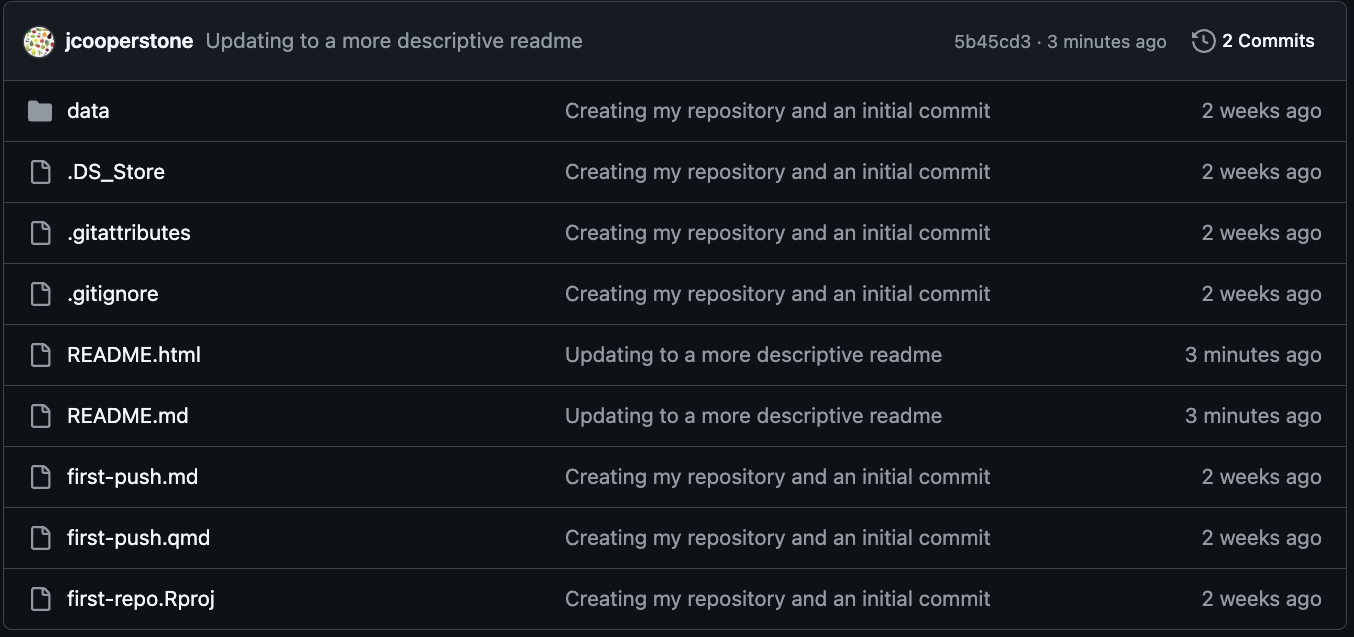 jcooperstone Updating to a more descriptive readme 5b45cd3 · 3 minutes ago 2 Commits
data Creating my repository and an initial commit 2 weeks ago
.DS_Store Creating my repository and an initial commit 2 weeks ago
.gitattributes Creating my repository and an initial commit 2 weeks ago
.gitignore Creating my repository and an initial commit 2 weeks ago
README.html Updating to a more descriptive readme 3 minutes ago
README.md Updating to a more descriptive readme 3 minutes ago
first-push.md Creating my repository and an initial commit 2 weeks ago
first-push.qmd Creating my repository and an initial commit 2 weeks ago
first-repo.Rproj Creating my repository and an initial commit 2 weeks ago